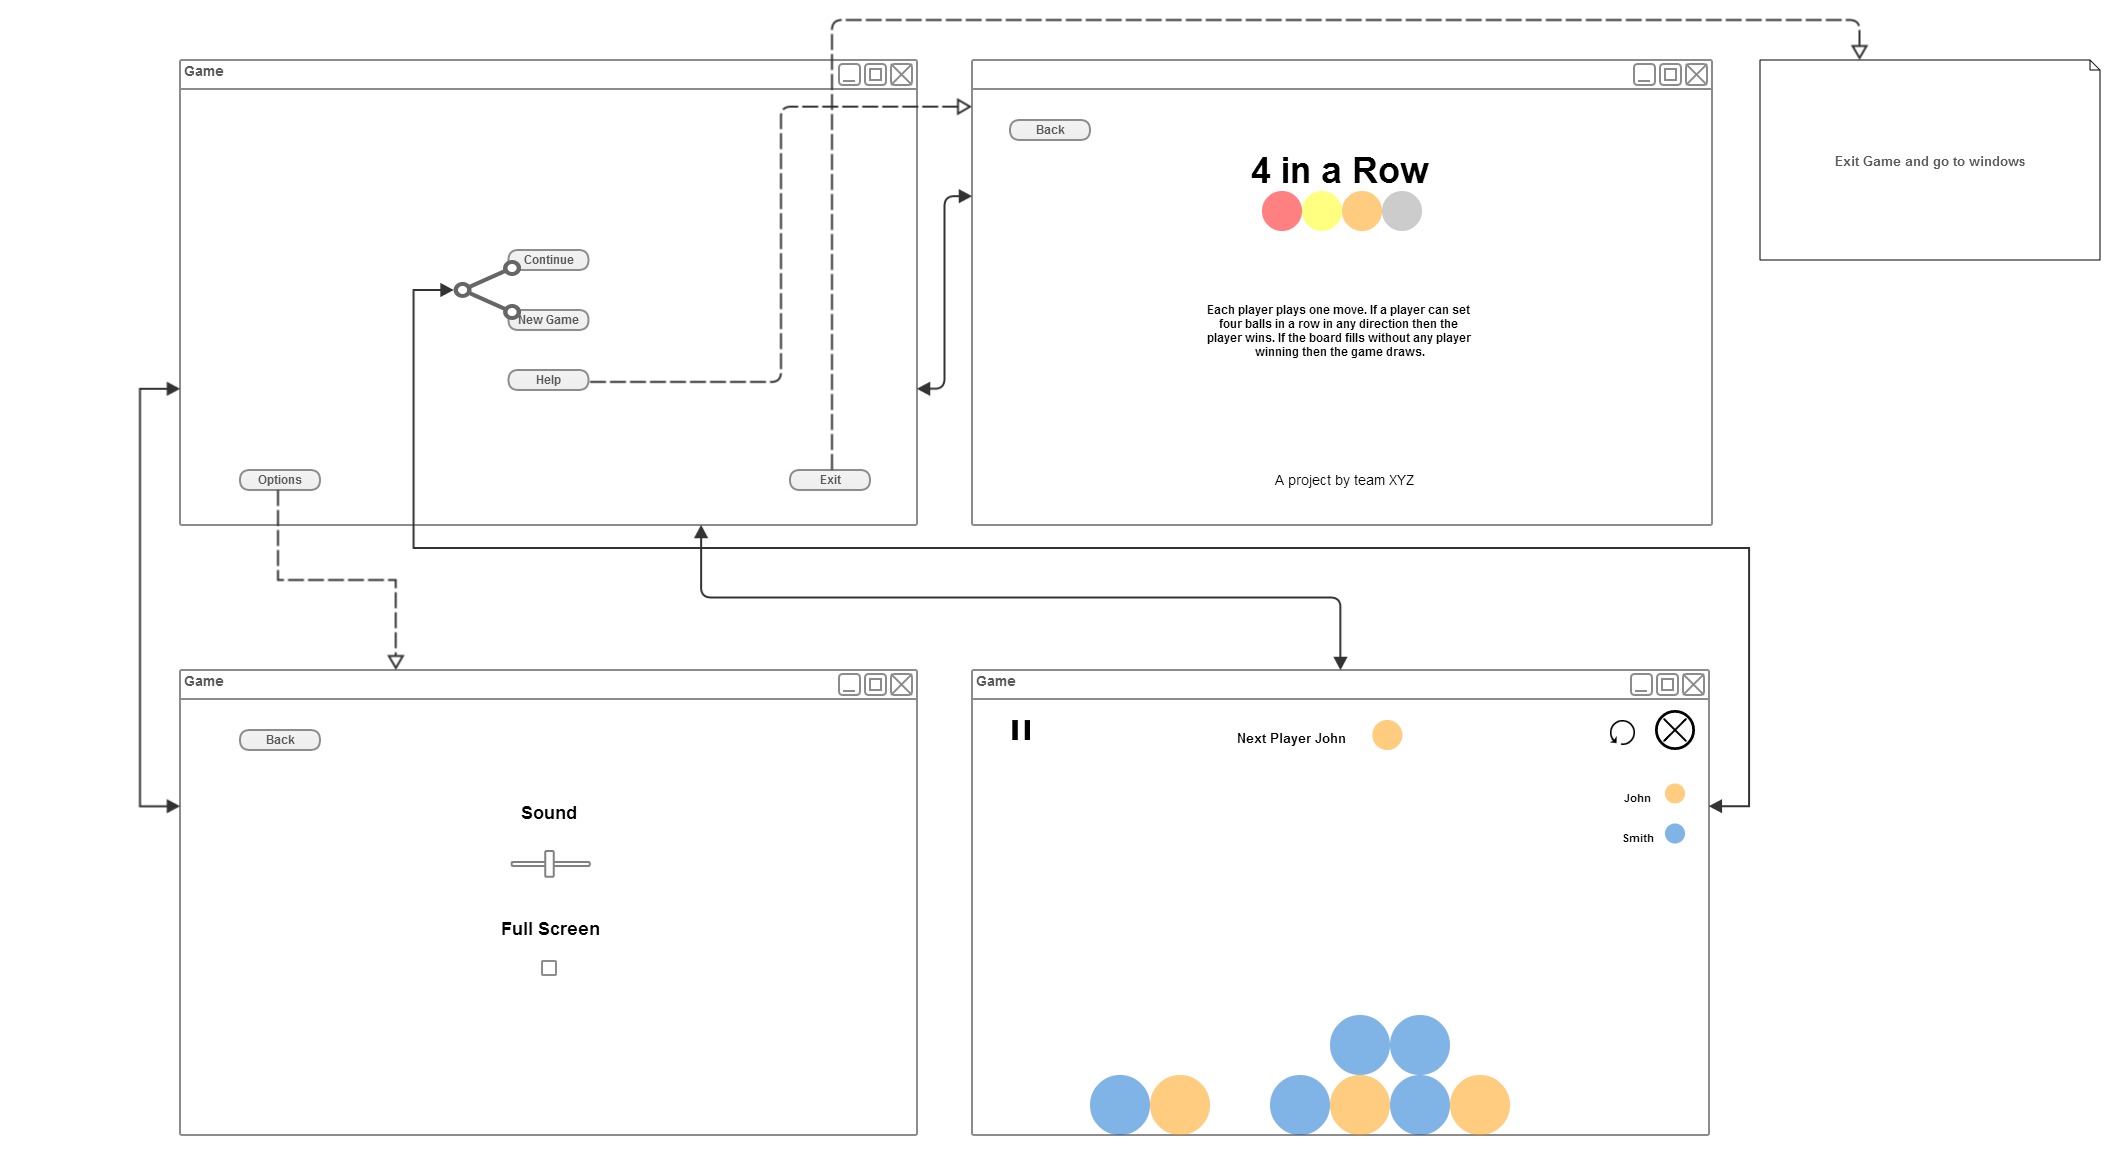 Game
Continue
New Game
Help
Options
Exit
Back
4 in a Row
Each player plays one move. If a player can set
four balls in a row in any direction then the
player wins. If the board fills without any player
winning then the game draws.
A project by team XYZ
Exit Game and go to windows
Game
Back
Sound
Full Screen
Game
Next Player John
John
Smith